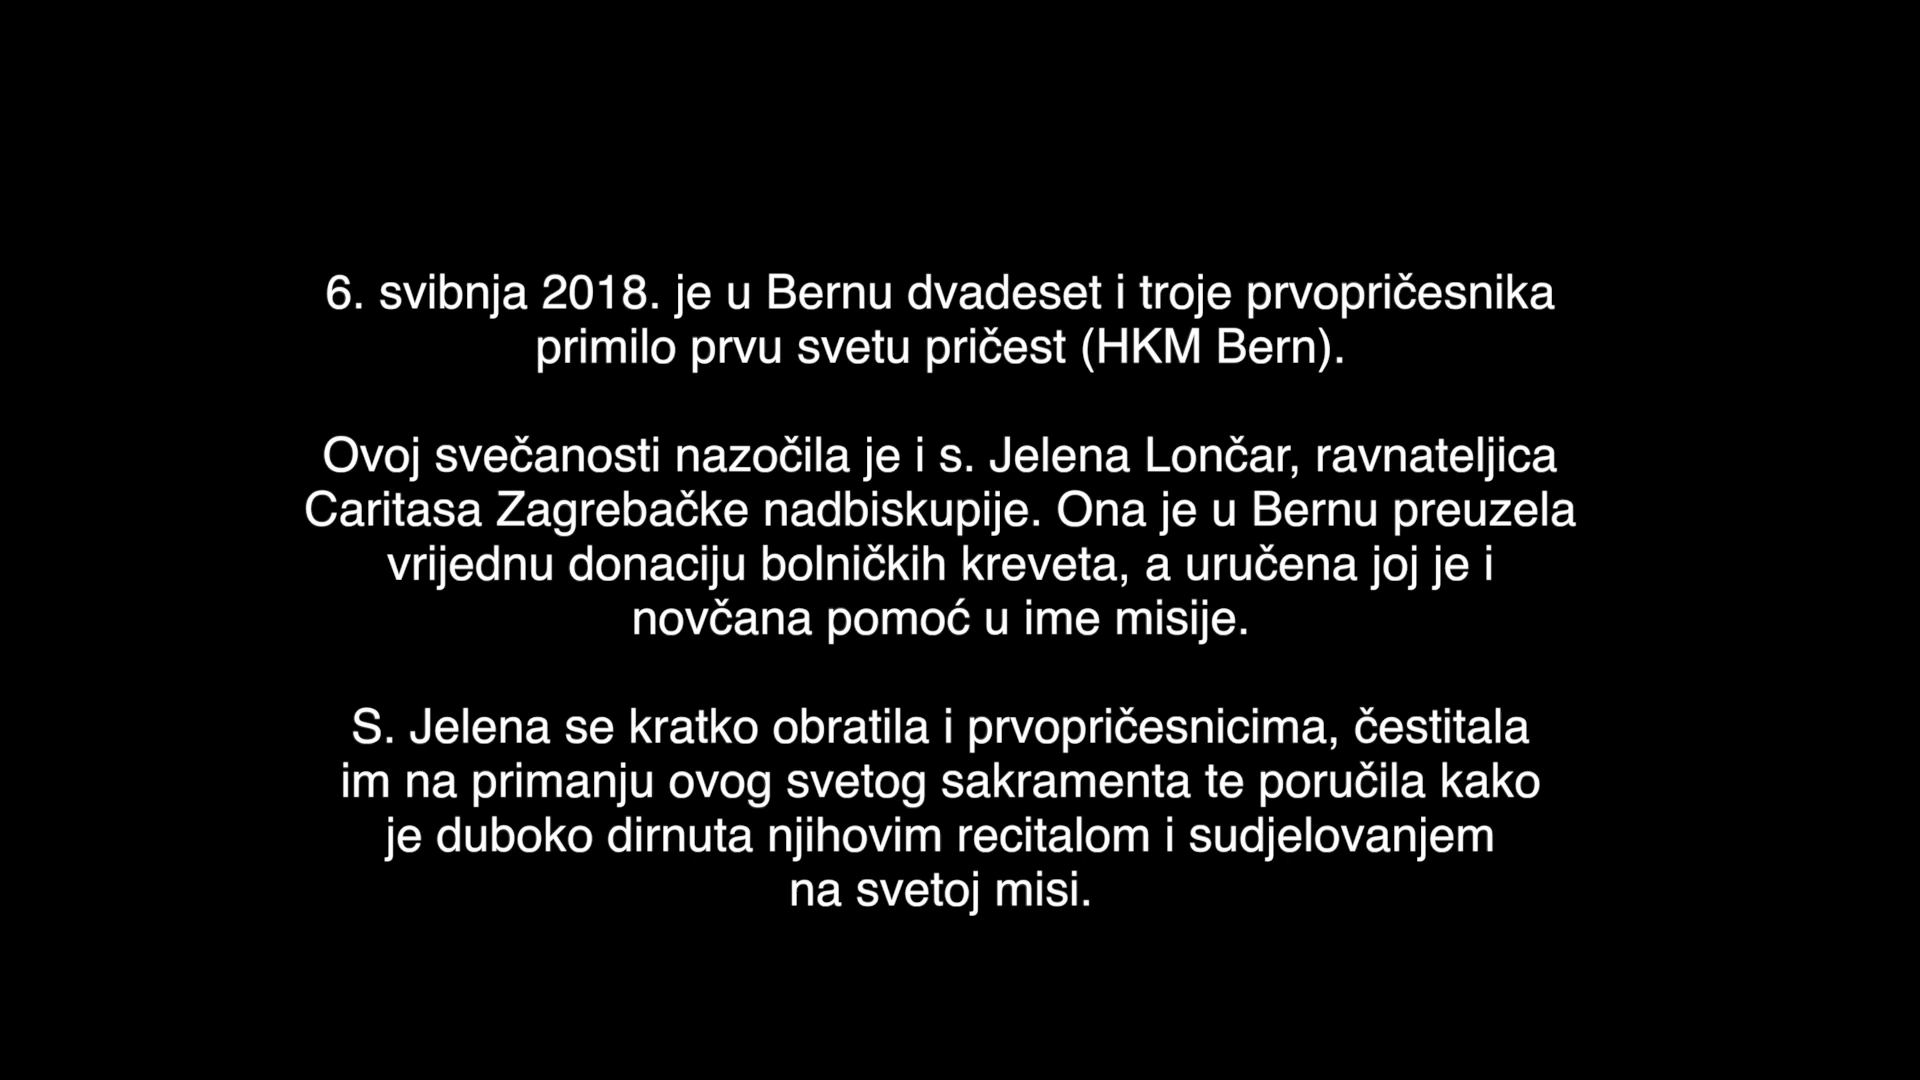 6. svibnja 2018. je u Bernu dvadeset i troje prvopričesnika
primilo prvu svetu pričest (HKM Bern).
Ovoj svečanosti nazočila je i s. Jelena Lončar, ravnateljica
Caritasa Zagrebačke nadbiskupije. Ona je u Bernu preuzela
vrijednu donaciju bolničkih kreveta, a uručena joj je i
novčana pomoć u ime misije.
S. Jelena se kratko obratila i prvopričesnicima, čestitala
im na primanju ovog svetog sakramenta te poručila kako
je duboko dirnuta njihovim recitalom i sudjelovanjem
na svetoj misi.